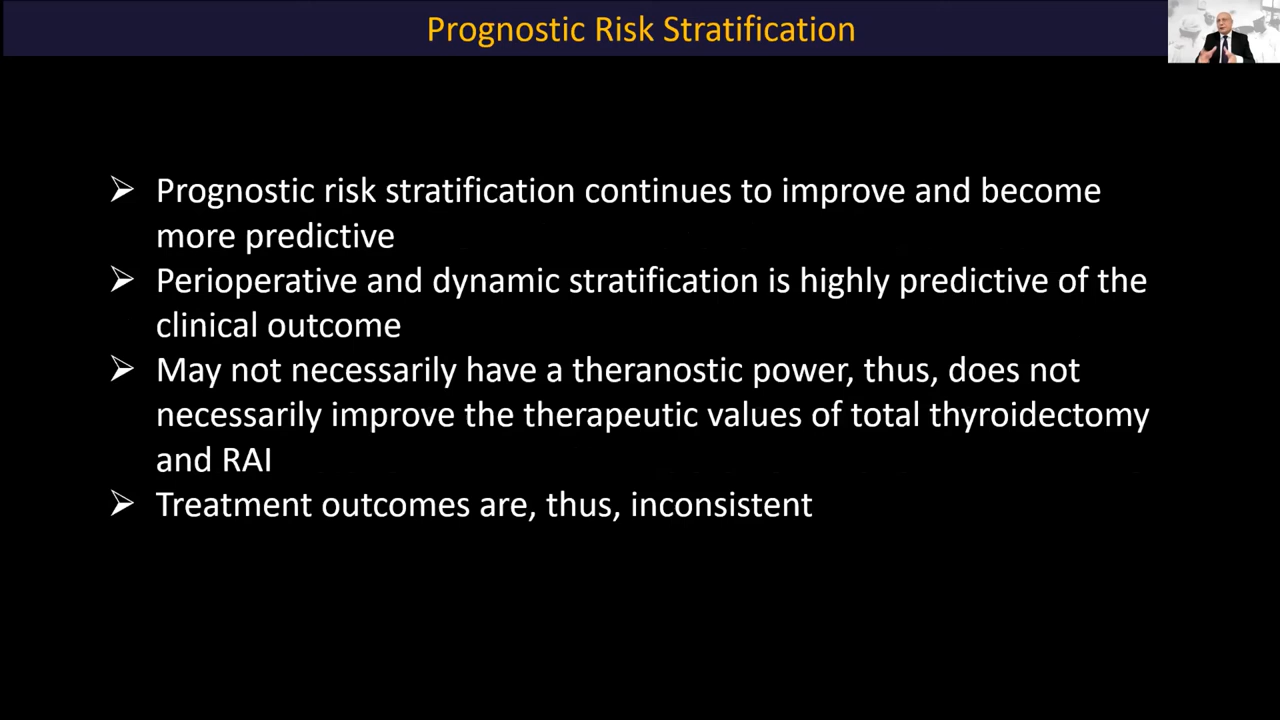 Prognostic Risk Stratification
➢ Prognostic risk stratification continues to improve and become
more predictive
➢ Perioperative and dynamic stratification is highly predictive of the
clinical outcome
➢ May not necessarily have a theranostic power, thus, does not
necessarily improve the therapeutic values of total thyroidectomy
and RAI
➢ Treatment outcomes are, thus, inconsistent